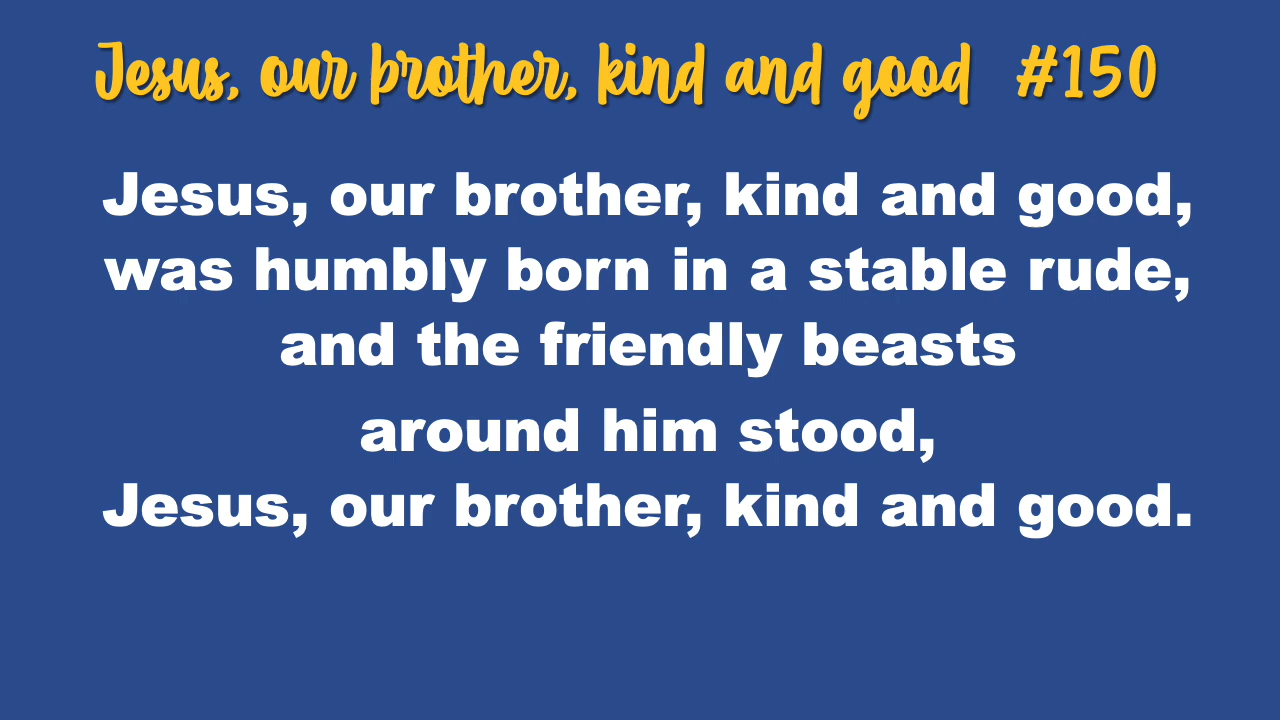 Jesus, our brother, kind and good #150
Jesus, our brother, kind and good,
was humbly born in a stable rude,
and the friendly beasts
around him stood,
Jesus, our brother, kind and good.